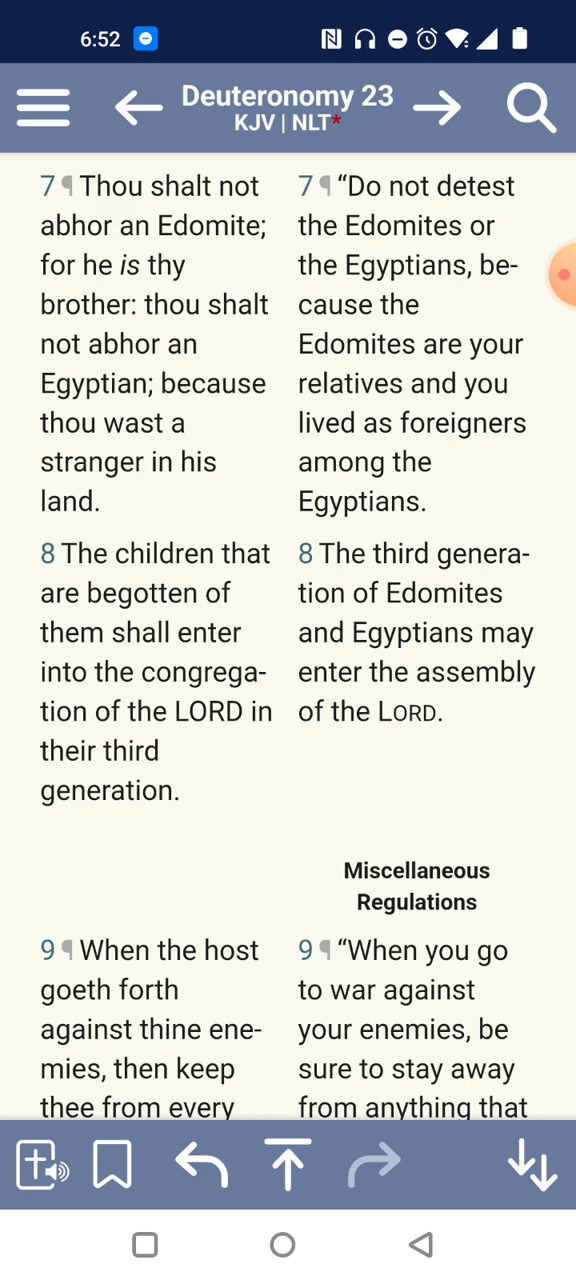 6:52
Deuteronomy 23
KJV | NLT*
7 ¶ Thou shalt not
abhor an Edomite;
for he is thy
brother: thou shalt
not abhor an
Egyptian; because
thou wast a
stranger in his
land.
8 The children that
are begotten of
them shall enter
into the congrega-
tion of the LORD in
their third
generation.
9 ¶ When the host
goeth forth
against thine ene-
mies, then keep
thee from every
7 ¶ “Do not detest
the Edomites or
the Egyptians, be-
cause the
Edomites are your
relatives and you
lived as foreigners
among the
Egyptians.
8 The third genera-
tion of Edomites
and Egyptians may
enter the assembly
of the LORD.
Miscellaneous
Regulations
9 ¶ “When you go
to war against
your enemies, be
sure to stay away
from anything that